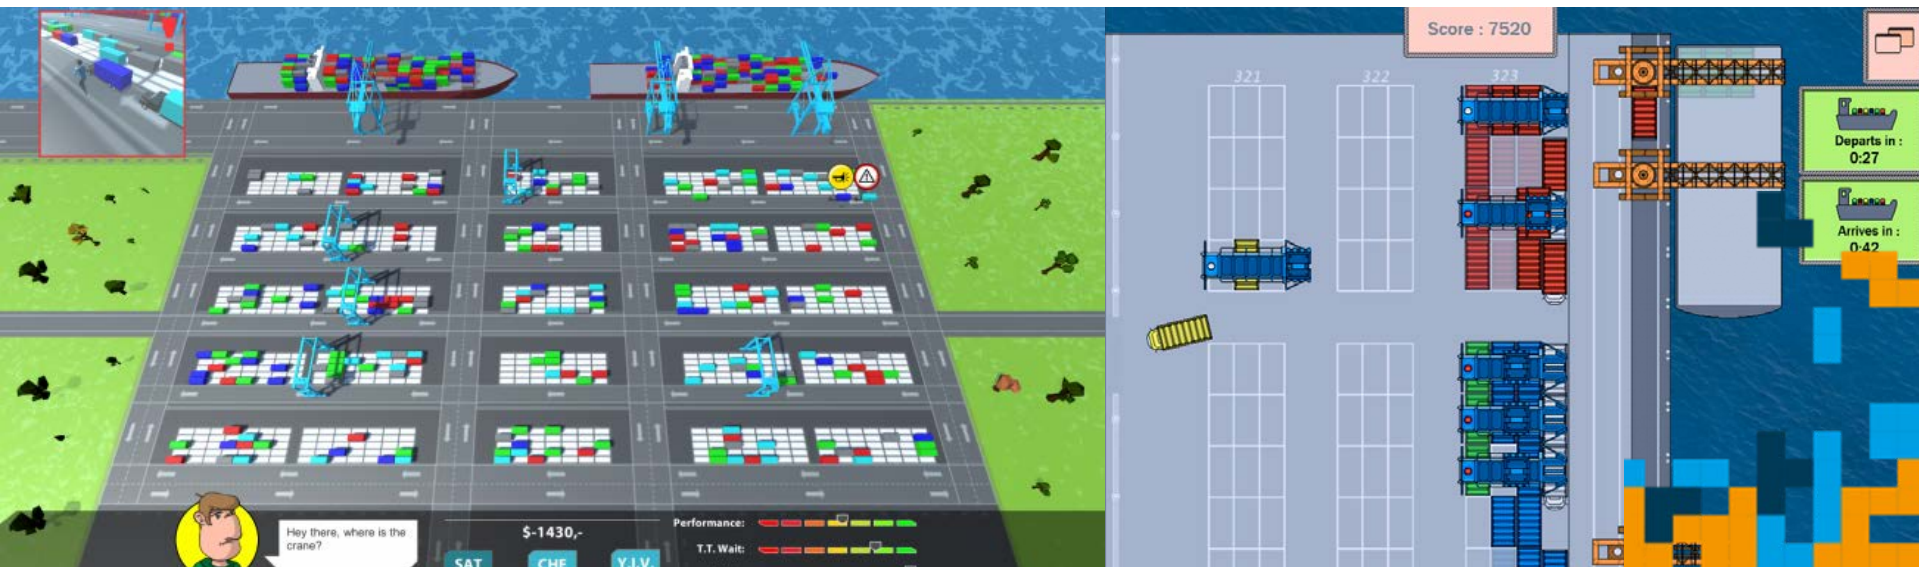 Hey there, where is the
crane?
$-1430,-
Performance:
T.T. Wait:
SAT
CHE
Y.I.V.
Score : 7520
321
322
323
Departs in :
0:27
Arrives in :
0:42